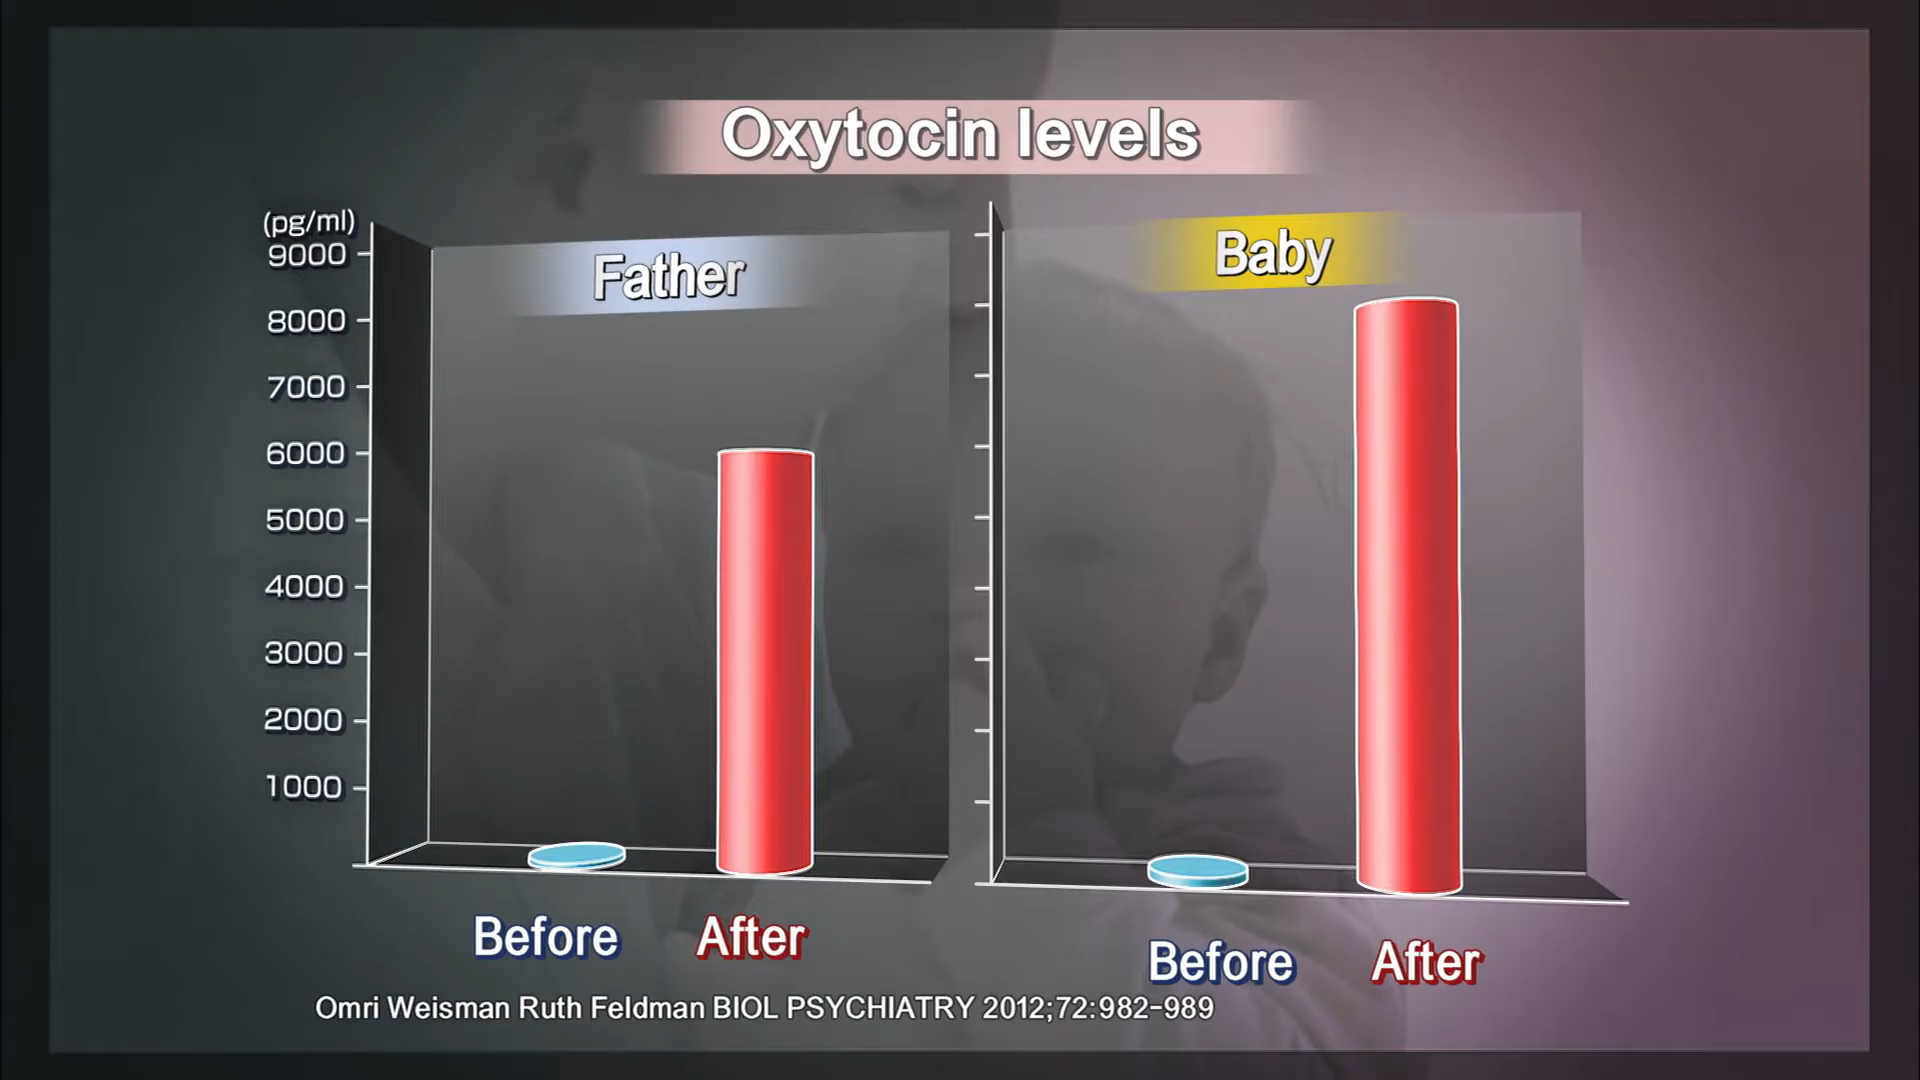 Oxytocin levels
(pg/ml)
9000
8000
7000
6000
5000
4000
3000
2000
1000
Father
Before After
Baby
Before After
Omri Weisman Ruth Feldman BIOL PSYCHIATRY 2012;72:982-989